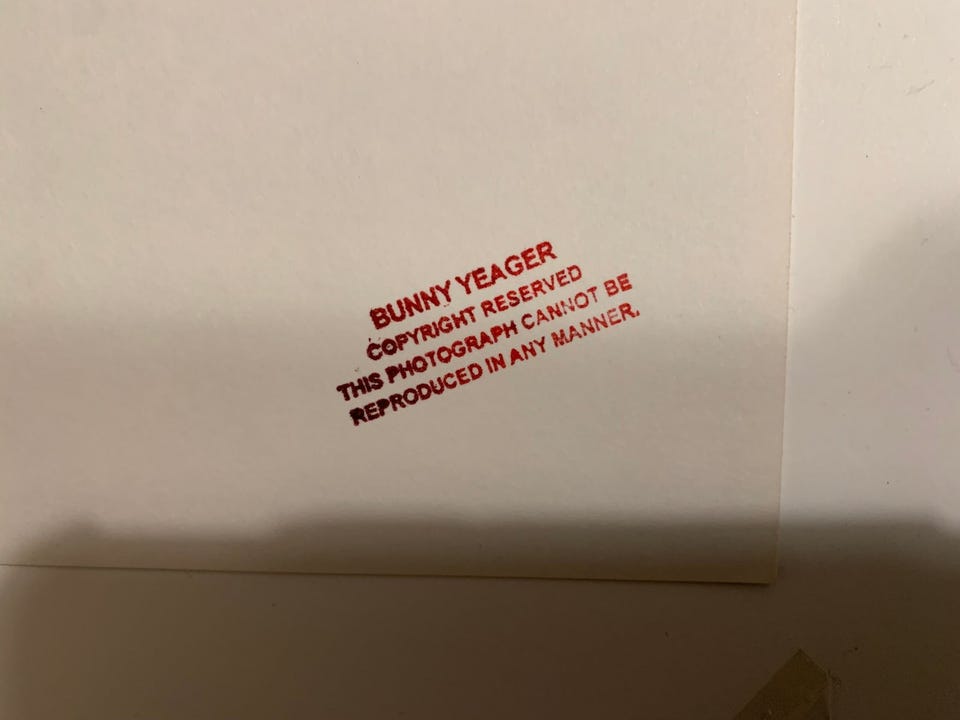 BUNNY YEAGER
COPYRIGHT RESERVED
THIS PHOTOGRAPH CANNOT BE
REPRODUCED IN ANY MANNER.